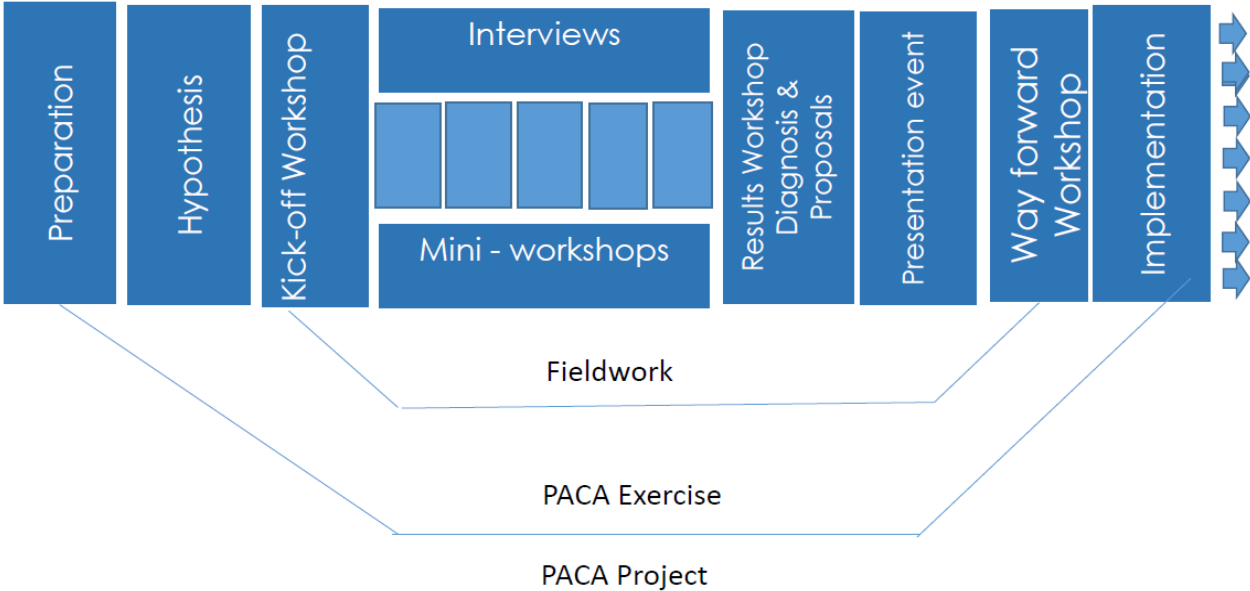 Preparation
Hypothesis
Kick-off Workshop
Interviews
Mini - workshops
Results Workshop
Diagnosis &
Proposals
Presentation event
Way forward
Workshop
Implementation
Fieldwork
PACA Exercise
PACA Project